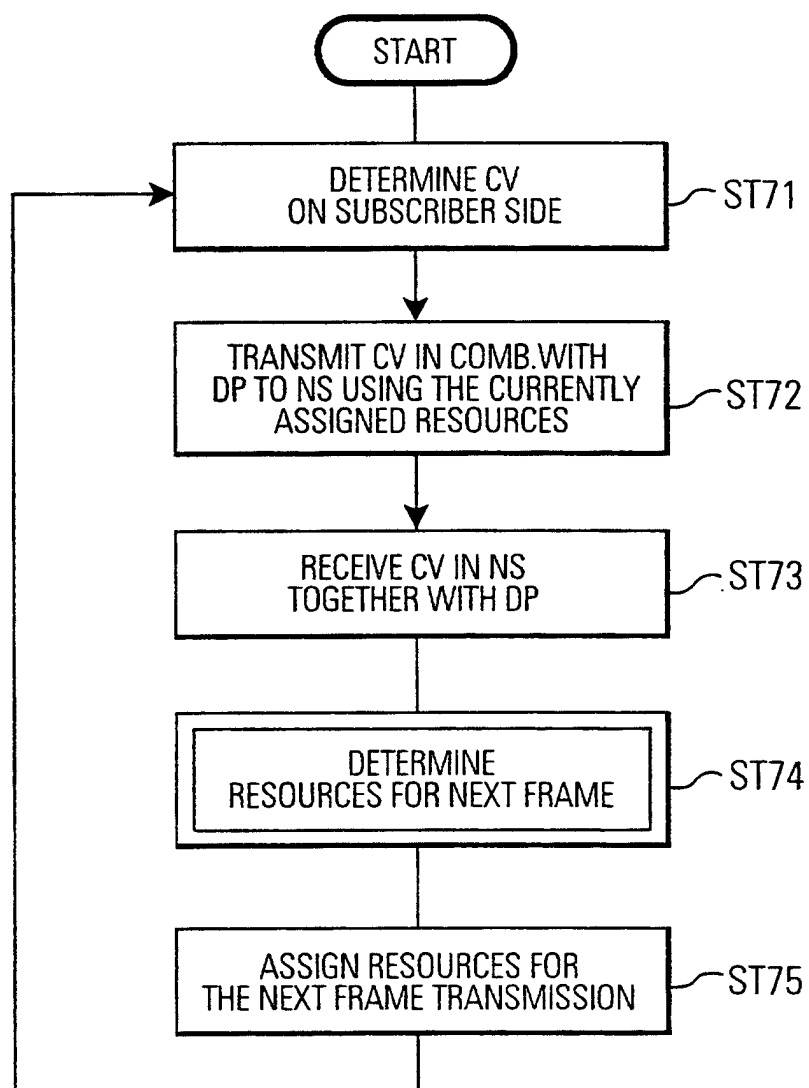 START
DETERMINE CV
ON SUBSCRIBER SIDE
ST71
TRANSMIT CV IN COMB.WITH
DP TO NS USING THE CURRENTLY
ASSIGNED RESOURCES
ST72
RECEIVE CV IN NS
TOGETHER WITH DP
ST73
DETERMINE
RESOURCES FOR NEXT FRAME
ST74
ASSIGN RESOURCES FOR
THE NEXT FRAME TRANSMISSION
ST75